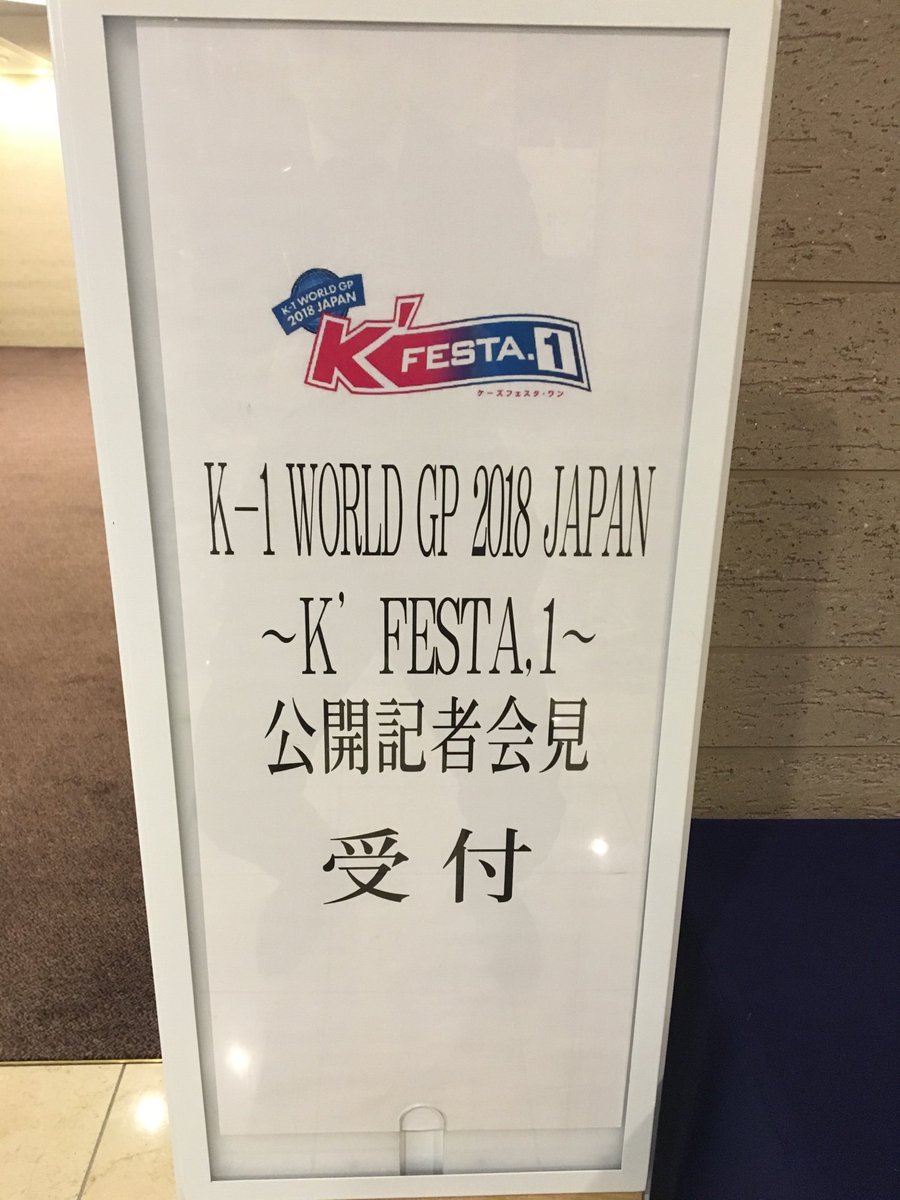 K-1 WORLD GP
2018 JAPAN
K'FESTA.1
ケーズフェスタ・ワン
K-1 WORLD GP 2018 JAPAN
~K' FESTA,1~
公開記者会見
受付